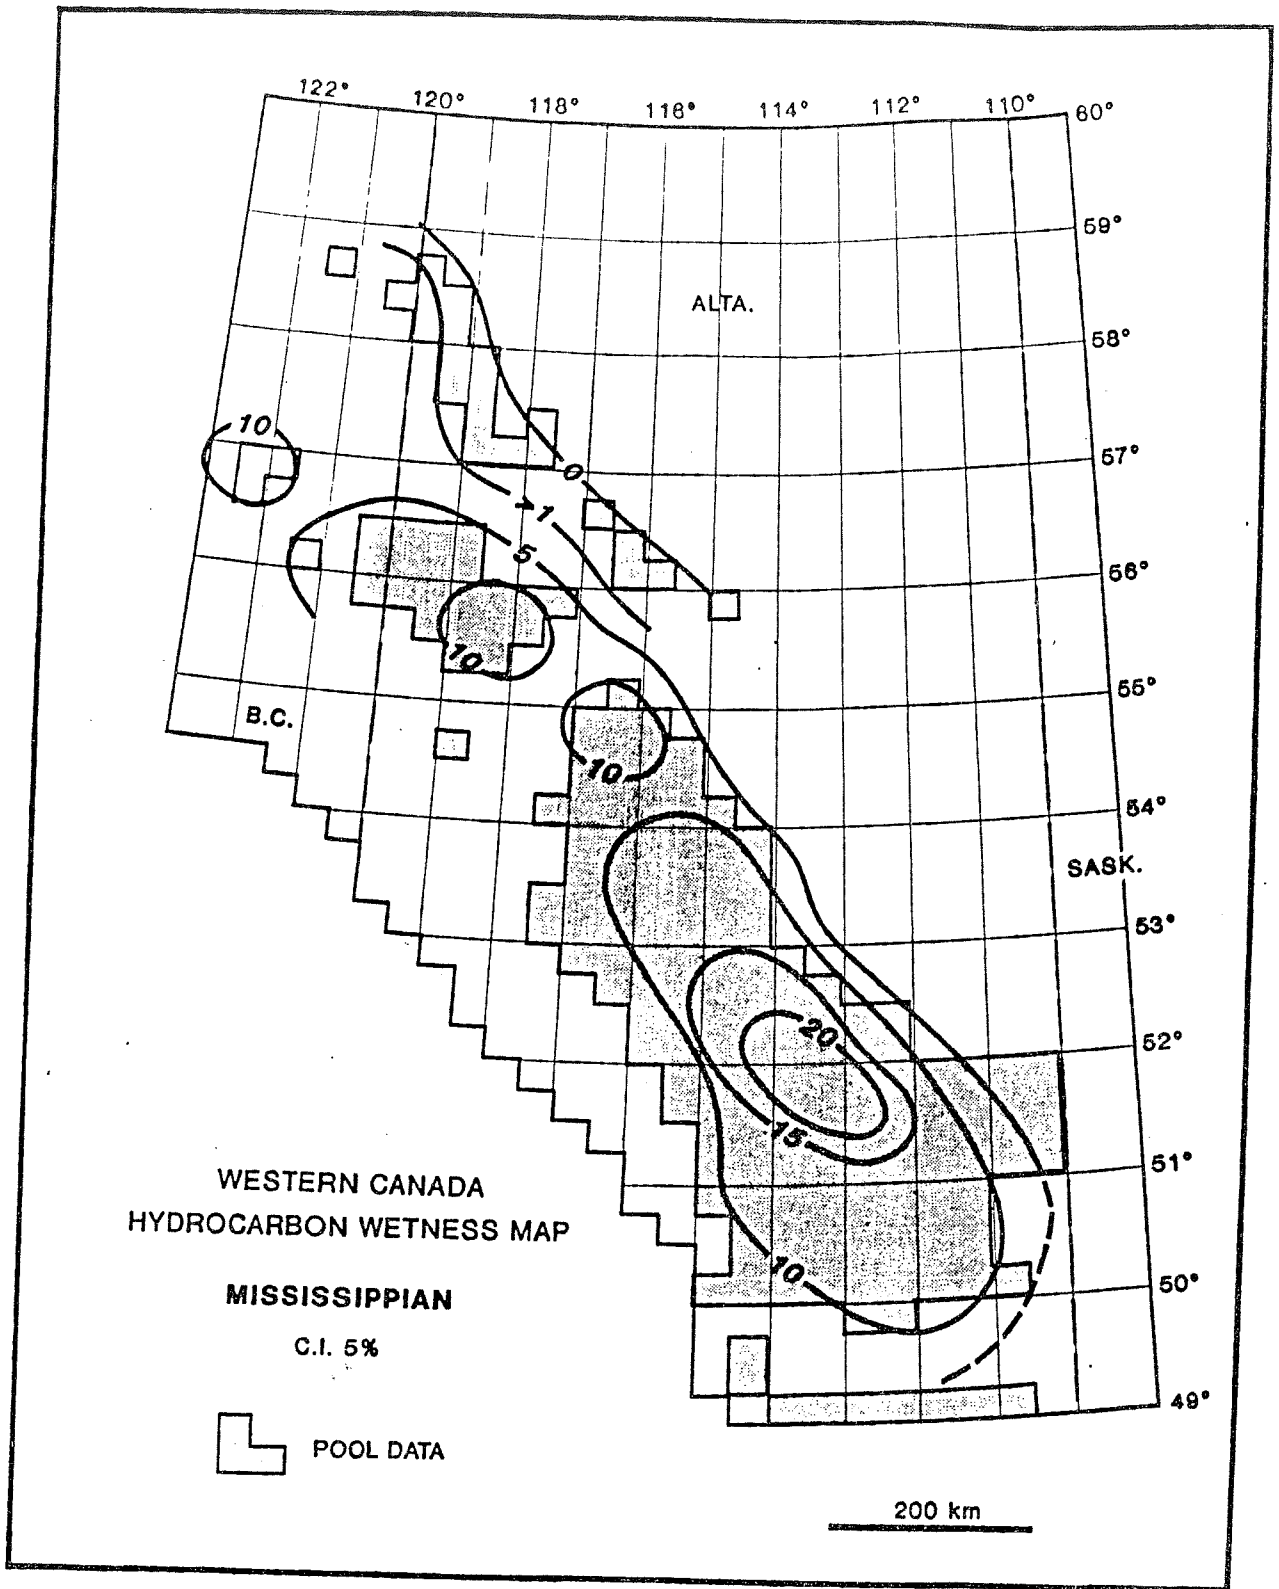 122° 120° 118° 116° 114° 112° 110° 60°
59°
ALTA.
58°
10
57°
0
1
5
56°
10
55°
B.C.
10
54°
SASK.
53°
20
52°
15
51°
WESTERN CANADA
HYDROCARBON WETNESS MAP
10
50°
MISSISSIPPIAN
C.I. 5%
49°
POOL DATA
200 km